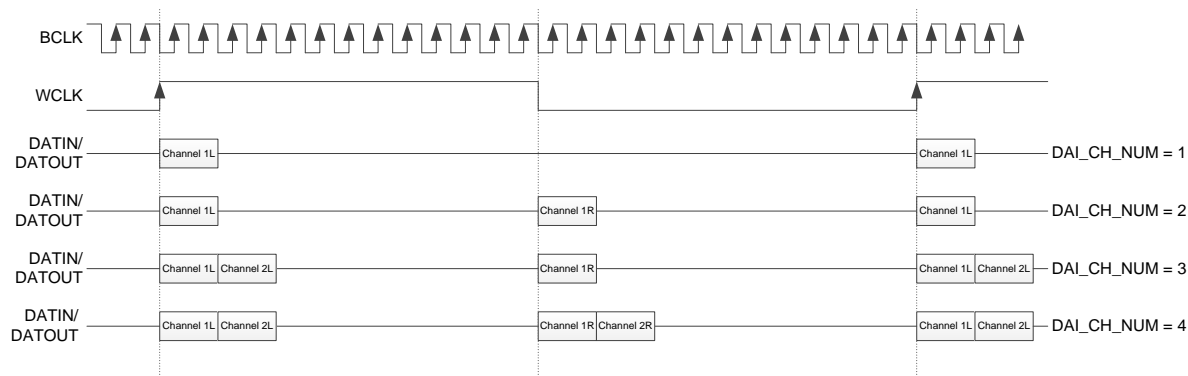 BCLK
WCLK
DATIN/
DATOUT
Channel 1L
Channel 1L
DAI_CH_NUM = 1
DATIN/
DATOUT
Channel 1L
Channel 1R
Channel 1L
DAI_CH_NUM = 2
DATIN/
DATOUT
Channel 1L
Channel 2L
Channel 1R
Channel 1L
Channel 2L
DAI_CH_NUM = 3
DATIN/
DATOUT
Channel 1L
Channel 2L
Channel 1R
Channel 2R
Channel 1L
Channel 2L
DAI_CH_NUM = 4